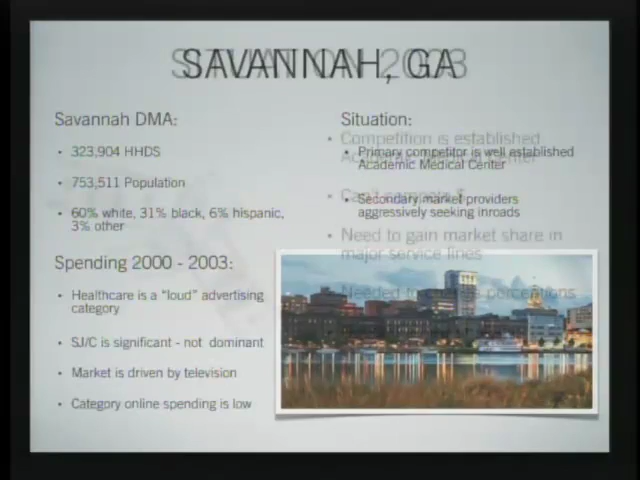 SAVANNAH, GA
SITUATION 2003
Savannah DMA:
• 323,904 HHDS
• 753,511 Population
• 60% white, 31% black, 6% hispanic,
3% other
Spending 2000 - 2003:
• Healthcare is a “loud” advertising
category
• SJ/C is significant - not dominant
• Market is driven by television
• Category online spending is low
Situation:
• Primary competitor is well established
Academic Medical Center
• Secondary market providers
aggressively seeking inroads
• Competition is established
• Need to gain market share in
major service lines
Needed to perceptions